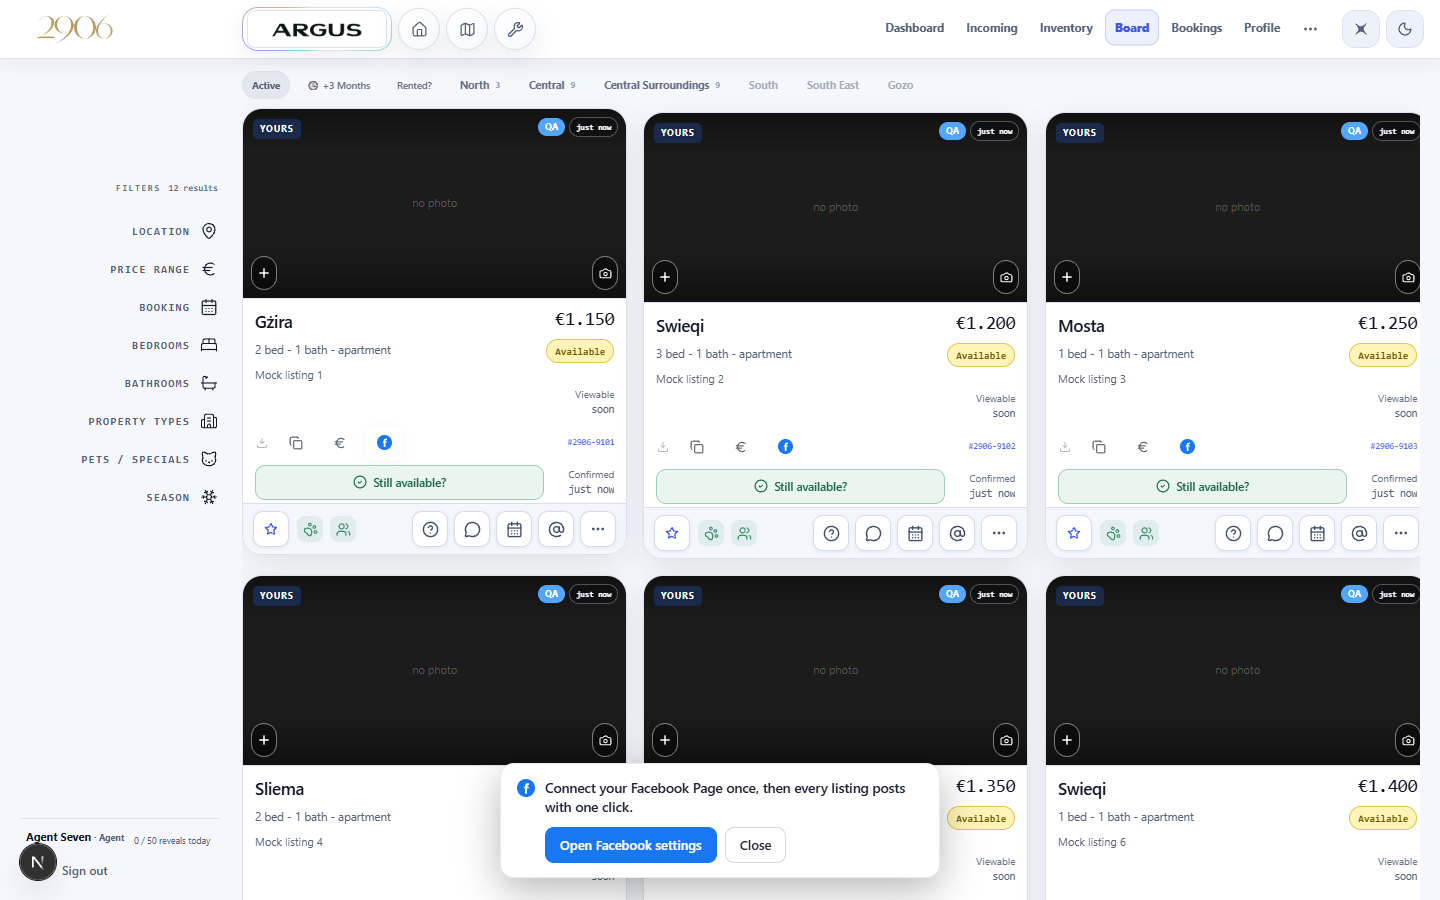 2906
ARGUS
Dashboard
Incoming
Inventory
Board
Bookings
Profile
Active
+3 Months
Rented?
North 3
Central 9
Central Surroundings 9
South
South East
Gozo
FILTERS 12 results
LOCATION
PRICE RANGE
BOOKING
BEDROOMS
BATHROOMS
PROPERTY TYPES
PETS / SPECIALS
SEASON
Agent Seven · Agent
0 / 50 reveals today
N
Sign out
YOURS
QA
just now
no photo
Gżira
€1.150
2 bed - 1 bath - apartment
Available
Mock listing 1
Viewable
soon
#2906-9101
Still available?
Confirmed
just now
YOURS
QA
just now
no photo
Swieqi
€1.200
3 bed - 1 bath - apartment
Available
Mock listing 2
Viewable
soon
#2906-9102
Still available?
Confirmed
just now
YOURS
QA
just now
no photo
Mosta
€1.250
1 bed - 1 bath - apartment
Available
Mock listing 3
Viewable
soon
#2906-9103
Still available?
Confirmed
just now
YOURS
QA
just now
no photo
Sliema
2 bed - 1 bath - apartment
Mock listing 4
soon
YOURS
QA
just now
no photo
€1.350
Available
Viewable
soon
YOURS
QA
just now
no photo
Swieqi
€1.400
1 bed - 1 bath - apartment
Available
Mock listing 6
Viewable
soon
Connect your Facebook Page once, then every listing posts
with one click.
Open Facebook settings
Close